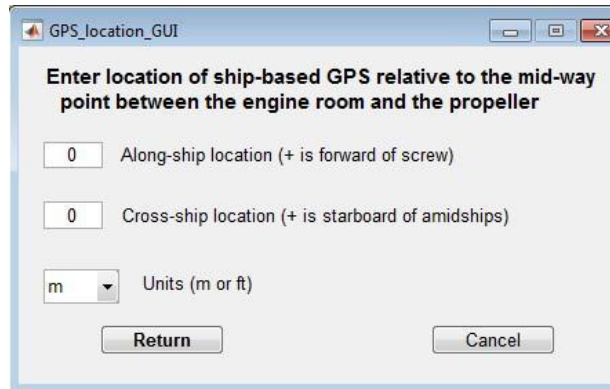 GPS_location_GUI
Enter location of ship-based GPS relative to the mid-way
point between the engine room and the propeller
0 Along-ship location (+ is forward of screw)
0 Cross-ship location (+ is starboard of amidships)
m Units (m or ft)
Return Cancel